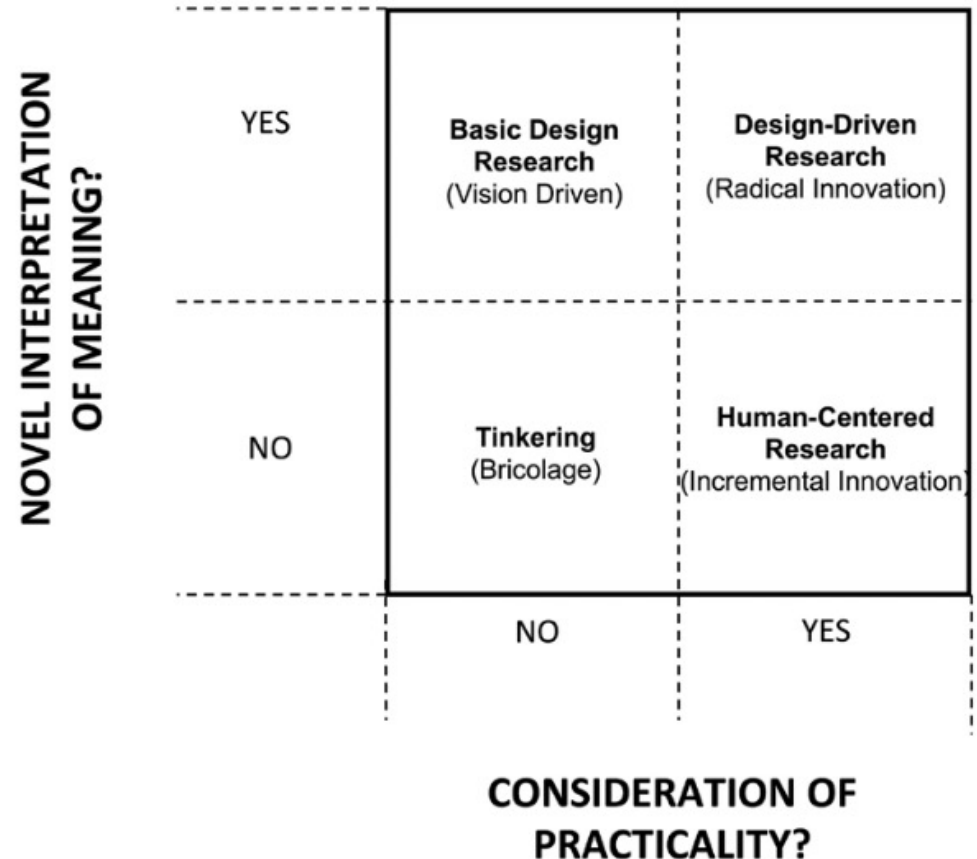 NOVEL INTERPRETATION
OF MEANING?
YES
Basic Design
Research
(Vision Driven)
Design-Driven
Research
(Radical Innovation)
NO
Tinkering
(Bricolage)
Human-Centered
Research
(Incremental Innovation)
NO
YES
CONSIDERATION OF
PRACTICALITY?